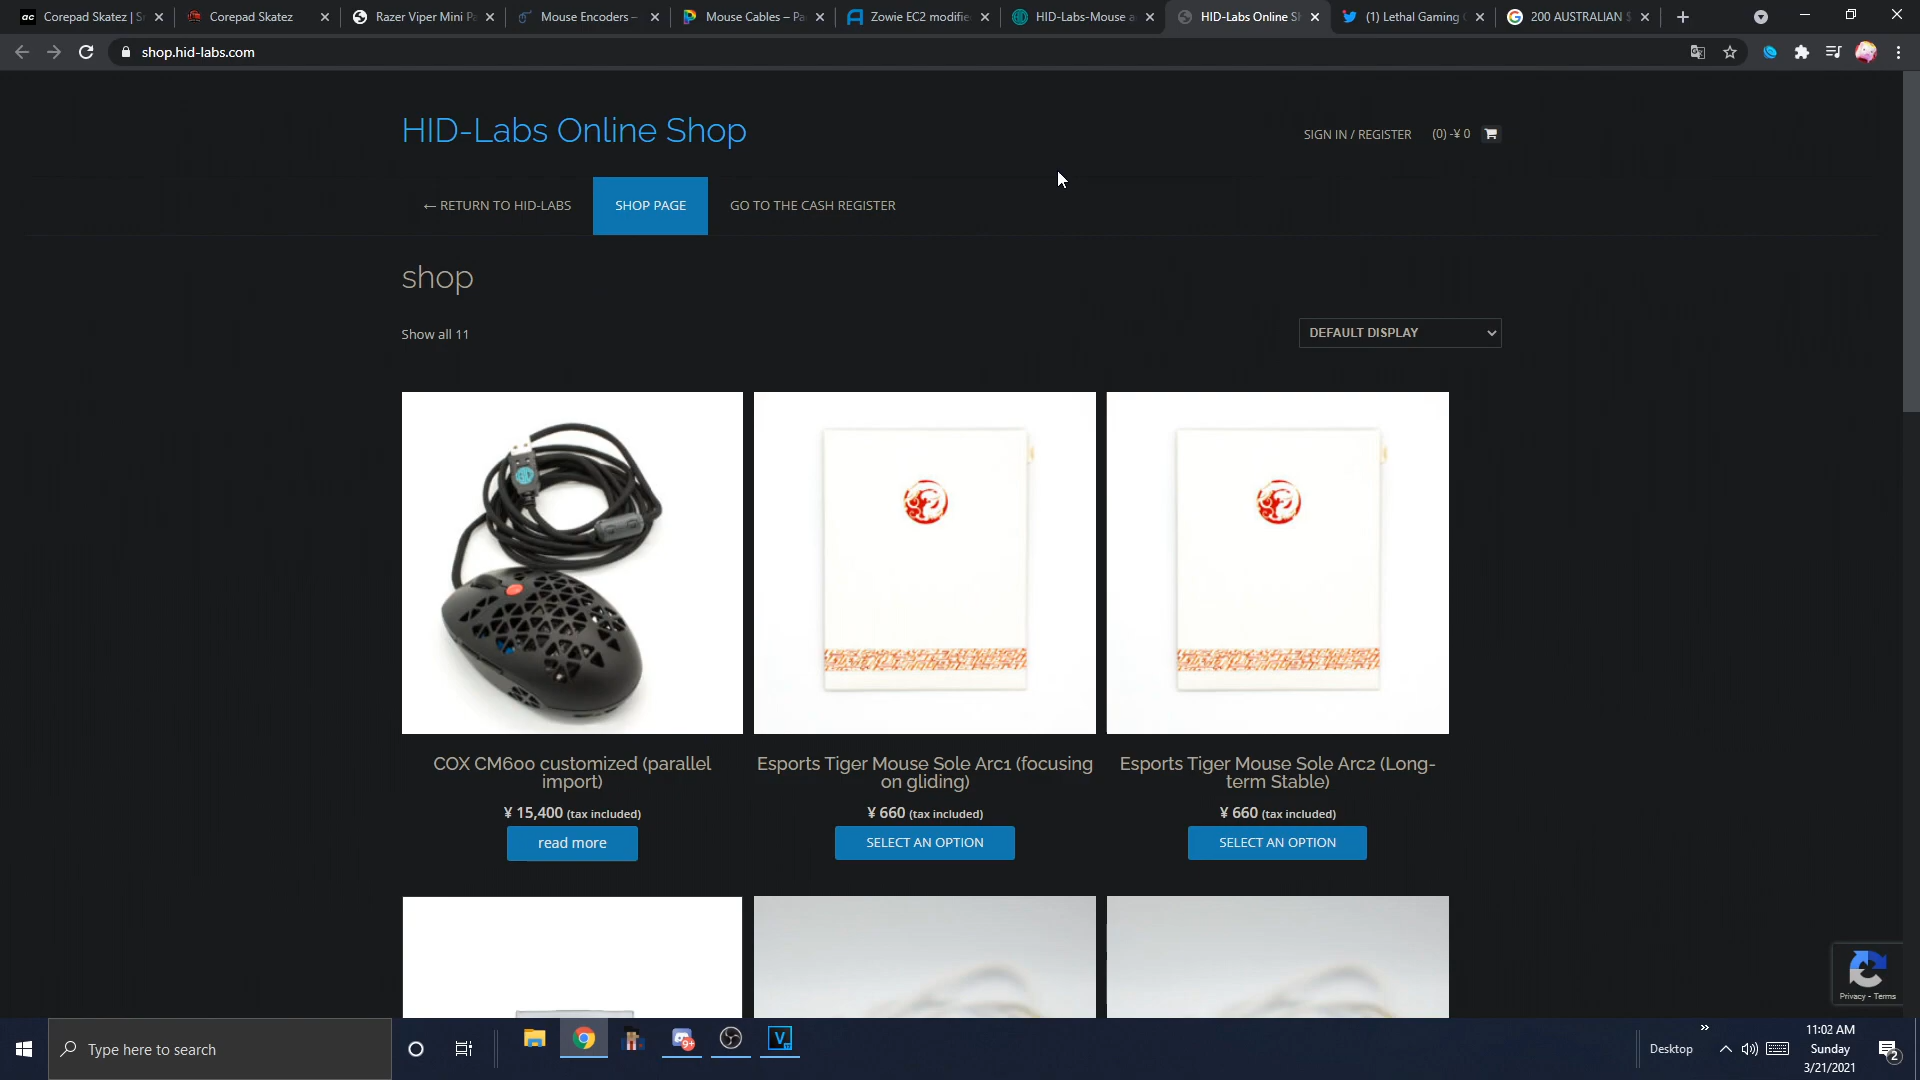 Corepad Skatez | S
Corepad Skatez
Razer Viper Mini P
Mouse Encoders –
Mouse Cables – Pa
Zowie EC2 modifie
HID-Labs-Mouse a
HID-Labs Online S
(1) Lethal Gaming
200 AUSTRALIAN
shop.hid-labs.com
HID-Labs Online Shop
SIGN IN / REGISTER
(0) -¥ 0
← RETURN TO HID-LABS
SHOP PAGE
GO TO THE CASH REGISTER
shop
Show all 11
DEFAULT DISPLAY
COX CM600 customized (parallel
import)
¥ 15,400 (tax included)
read more
Esports Tiger Mouse Sole Arc1 (focusing
on gliding)
¥ 660 (tax included)
SELECT AN OPTION
Esports Tiger Mouse Sole Arc2 (Long-
term Stable)
¥ 660 (tax included)
SELECT AN OPTION
Privacy - Terms
Type here to search
9+
V
Desktop
11:02 AM
Sunday
3/21/2021
2